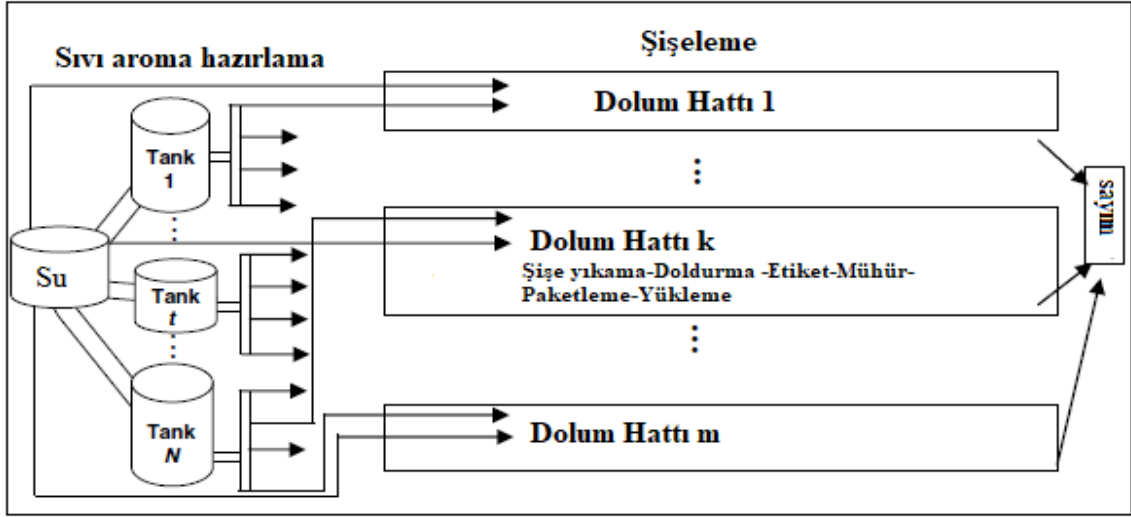 Sıvı aroma hazırlama
Şişeleme
Dolum Hattı 1
Tank
1
Su
Tank
t
Tank
N
Dolum Hattı k
Şişe yıkama-Doldurma -Etiket-Mühür-
Paketleme-Yükleme
Dolum Hattı m
sayım